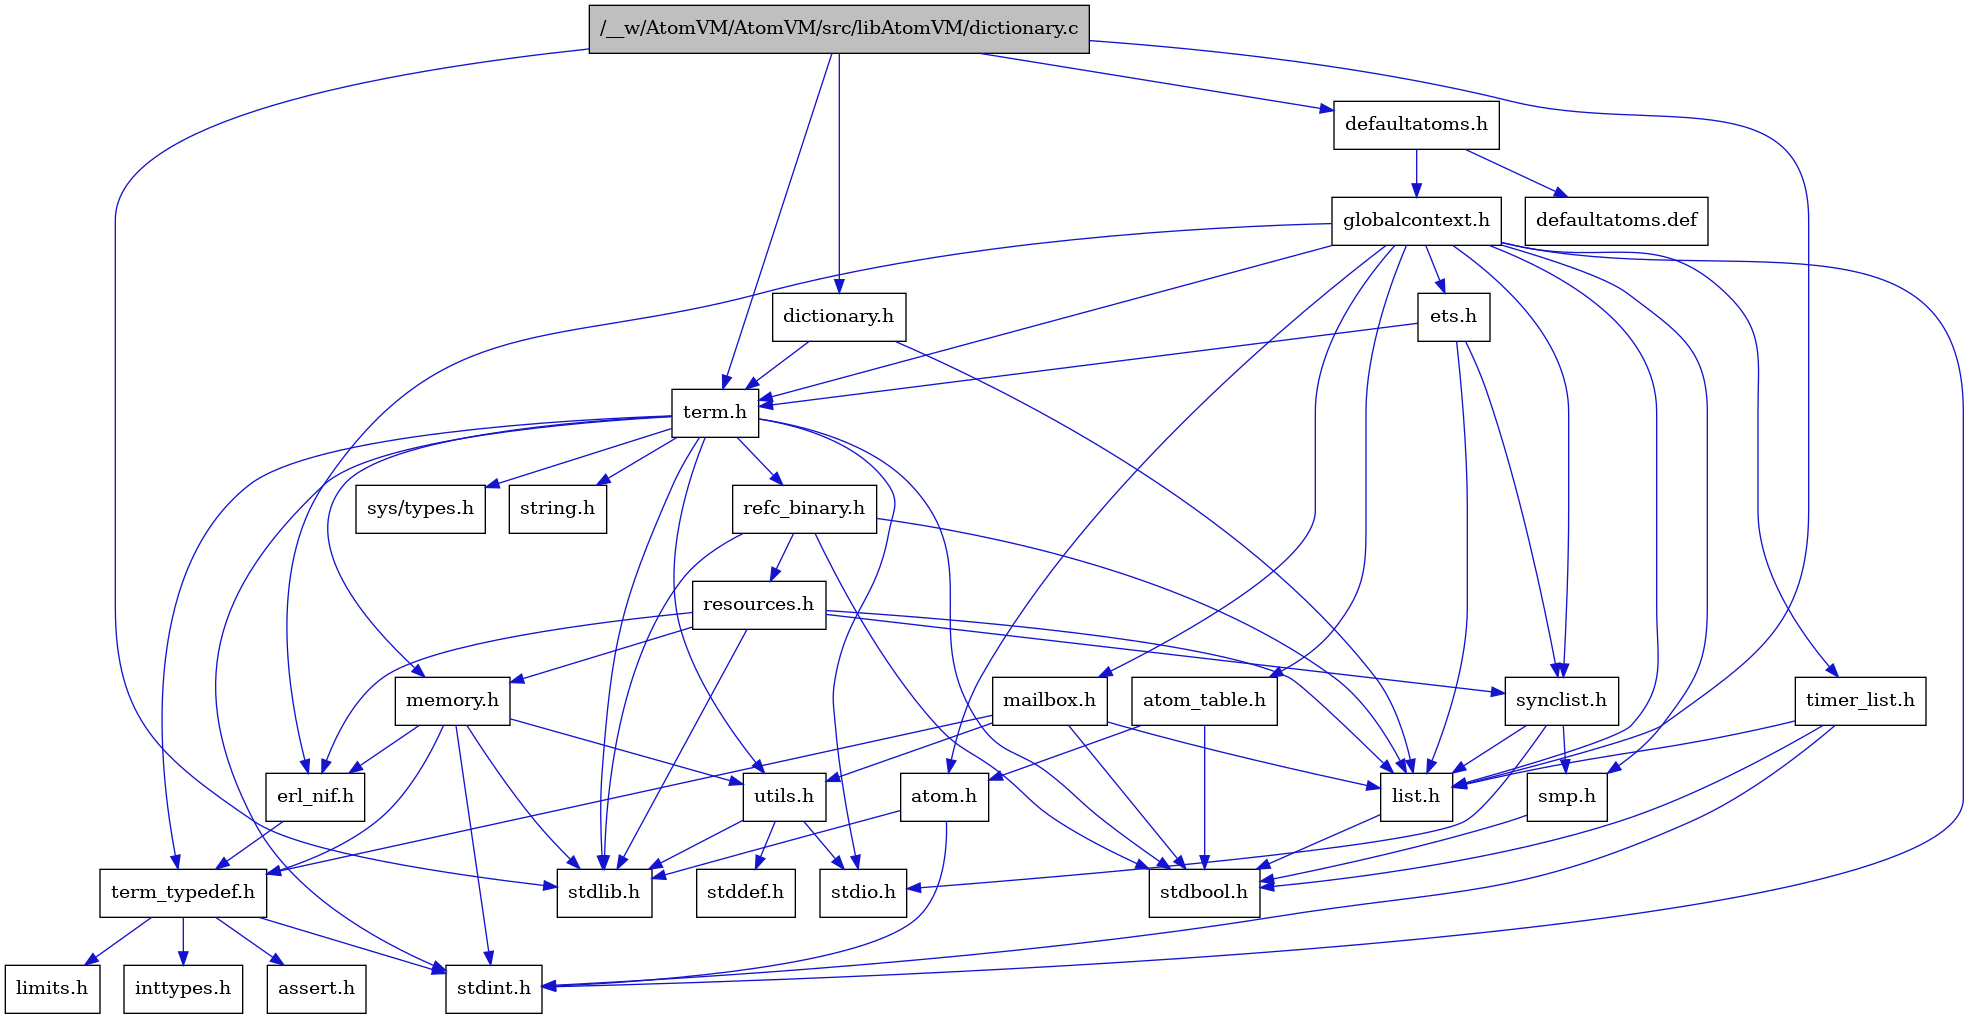 /__w/AtomVM/AtomVM/src/libAtomVM/dictionary.c
defaultatoms.h
globalcontext.h
defaultatoms.def
dictionary.h
ets.h
term.h
sys/types.h
string.h
refc_binary.h
resources.h
memory.h
mailbox.h
atom_table.h
synclist.h
timer_list.h
erl_nif.h
utils.h
atom.h
list.h
smp.h
term_typedef.h
stdlib.h
stddef.h
stdio.h
stdbool.h
limits.h
inttypes.h
assert.h
stdint.h